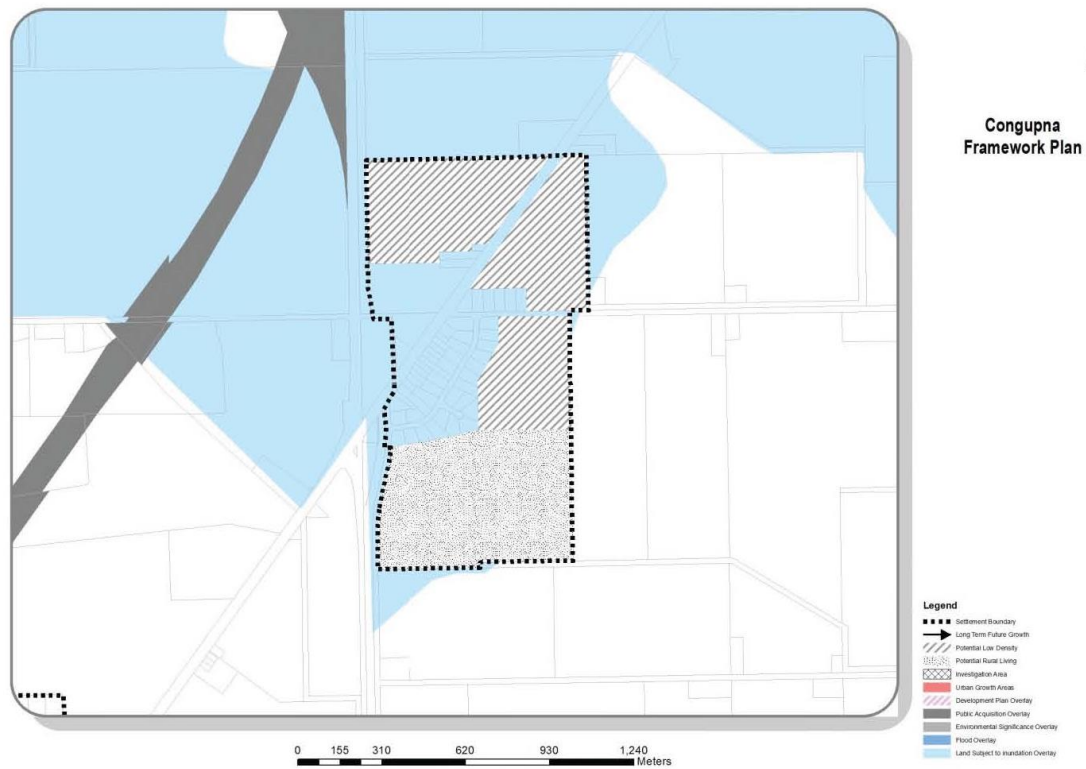 Congupna
Framework Plan
Legend
Settlement Boundary
Long Term Future Growth
Potential Low Density
Potential Rural Living
Investigation Area
Urban Growth Areas
Development Plan Overlay
Public Acquisition Overlay
Environmental Significance Overlay
Flood Overlay
Land Subject to inundation Overlay
0 155 310 620 930 1,240
Meters